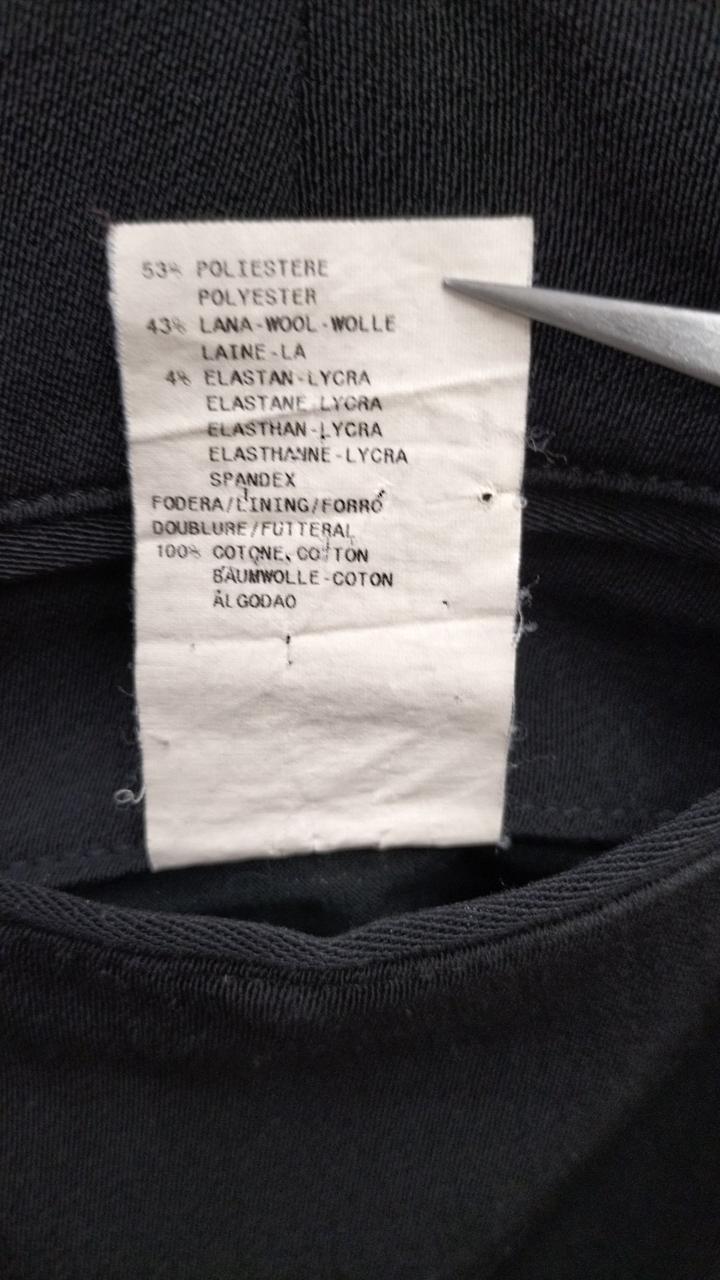 53% POLIESTERE
POLYESTER
43% LANA-WOOL-WOLLE
LAINE-LA
4% ELASTAN-LYCRA
ELASTANE LYCRA
ELASTHAN-LYCRA
ELASTHANNE-LYCRA
SPANDEX
FODERA/LINING/FORRO
DOUBLURE/FUTTERAL
100% COTONE, COTTON
BAUMWOLLE-COTON
ALGODAO